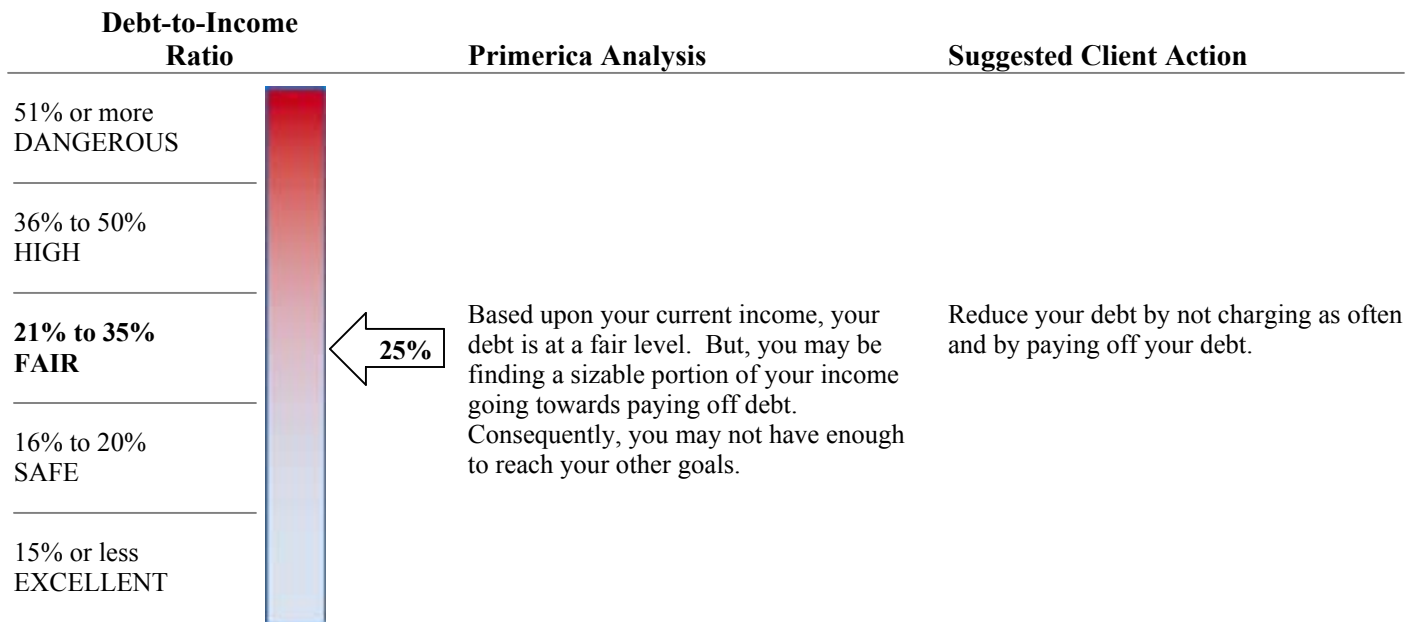 Debt-to-Income
Ratio
Primerica Analysis
Suggested Client Action
51% or more
DANGEROUS
36% to 50%
HIGH
21% to 35%
FAIR
25%
Based upon your current income, your
debt is at a fair level.  But, you may be
finding a sizable portion of your income
going towards paying off debt.
Consequently, you may not have enough
to reach your other goals.
Reduce your debt by not charging as often
and by paying off your debt.
16% to 20%
SAFE
15% or less
EXCELLENT